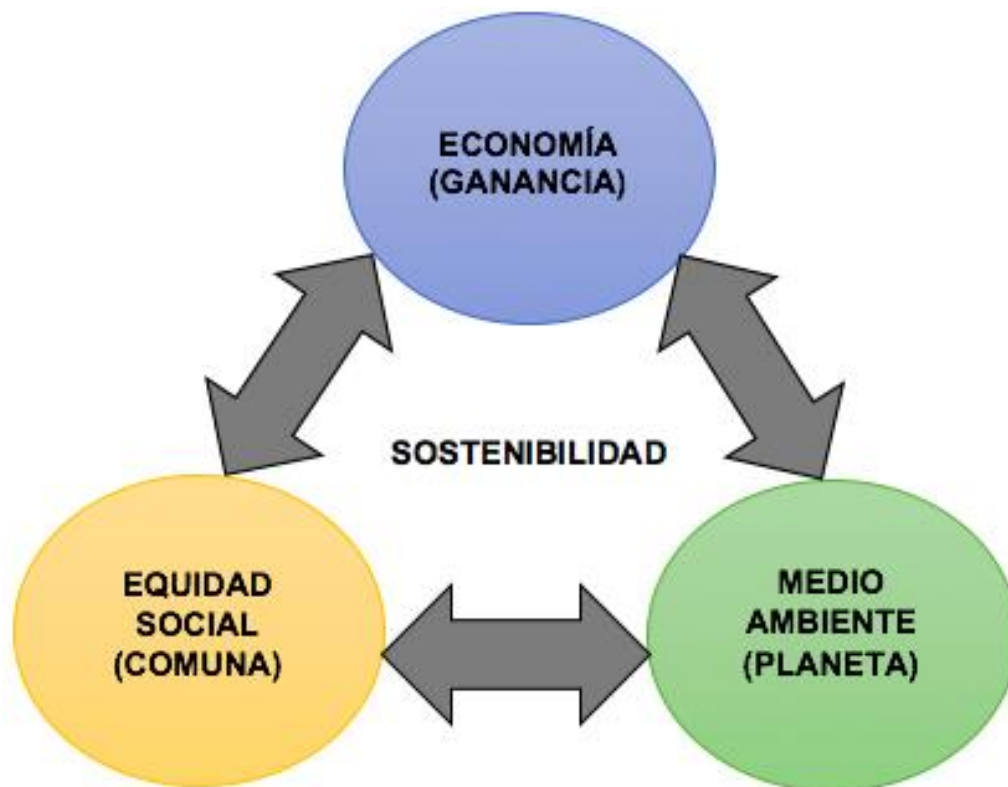 ECONOMÍA
(GANANCIA)
SOSTENIBILIDAD
EQUIDAD
SOCIAL
(COMUNA)
MEDIO
AMBIENTE
(PLANETA)